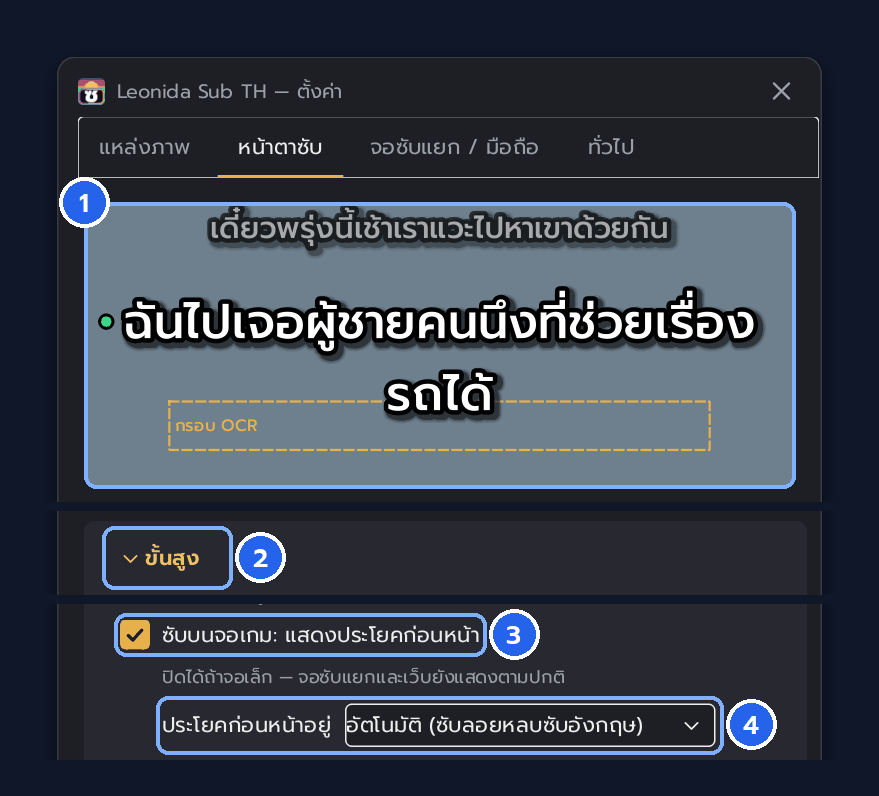 ซ
Leonida Sub TH — ตั้งค่า
แหล่งภาพ หน้าตาซับ จอซับแยก / มือถือ ทั่วไป
1
เดี๋ยวพรุ่งนี้เช้าเราแวะไปหาเขาด้วยกัน
ฉันไปเจอผู้ชายคนนึงที่ช่วยเรื่อง
รถได้
กรอบ OCR
ขั้นสูง 2
ซับบนจอเกม: แสดงประโยคก่อนหน้า 3
ปิดได้ถ้าจอเล็ก — จอซับแยกและเว็บยังแสดงตามปกติ
ประโยคก่อนหน้าอยู่ อัตโนมัติ (ซับลอยหลบซับอังกฤษ) 4